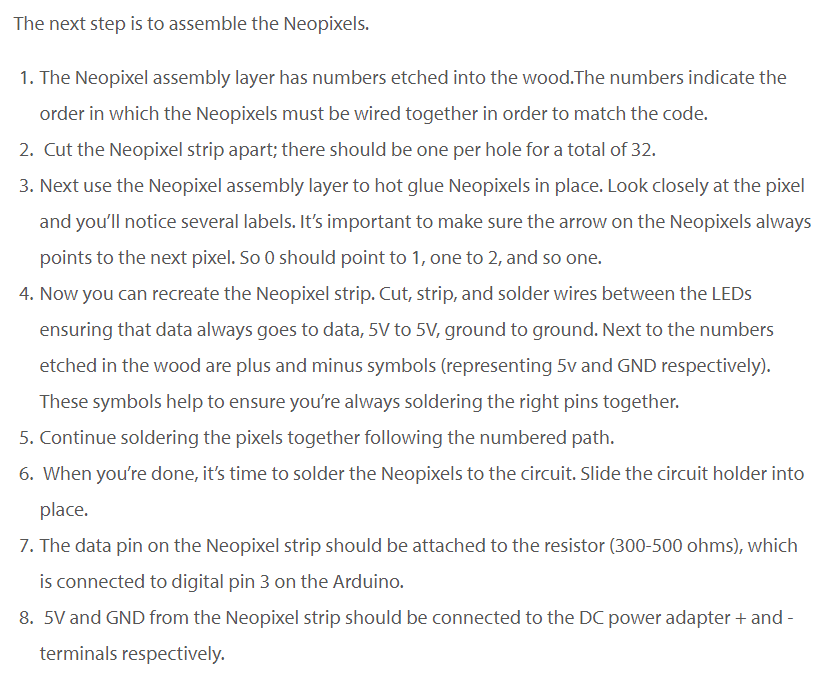 The next step is to assemble the Neopixels.
1. The Neopixel assembly layer has numbers etched into the wood.The numbers indicate the
order in which the Neopixels must be wired together in order to match the code.
2. Cut the Neopixel strip apart; there should be one per hole for a total of 32.
3. Next use the Neopixel assembly layer to hot glue Neopixels in place. Look closely at the pixel
and you’ll notice several labels. It’s important to make sure the arrow on the Neopixels always
points to the next pixel. So 0 should point to 1, one to 2, and so one.
4. Now you can recreate the Neopixel strip. Cut, strip, and solder wires between the LEDs
ensuring that data always goes to data, 5V to 5V, ground to ground. Next to the numbers
etched in the wood are plus and minus symbols (representing 5v and GND respectively).
These symbols help to ensure you’re always soldering the right pins together.
5. Continue soldering the pixels together following the numbered path.
6. When you’re done, it’s time to solder the Neopixels to the circuit. Slide the circuit holder into
place.
7. The data pin on the Neopixel strip should be attached to the resistor (300-500 ohms), which
is connected to digital pin 3 on the Arduino.
8. 5V and GND from the Neopixel strip should be connected to the DC power adapter + and -
terminals respectively.